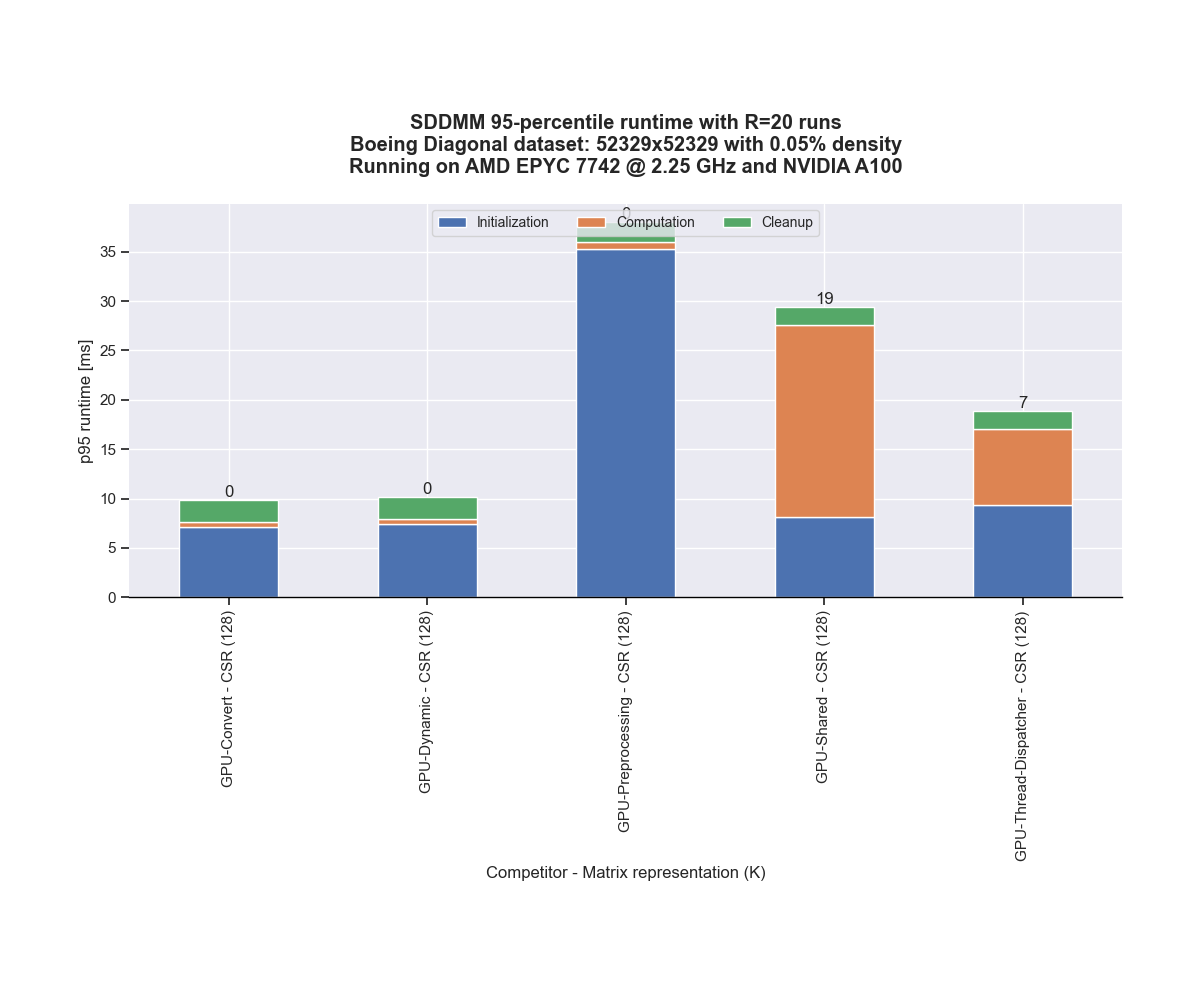 SDDMM 95-percentile runtime with R=20 runs
Boeing Diagonal dataset: 52329x52329 with 0.05% density
Running on AMD EPYC 7742 @ 2.25 GHz and NVIDIA A100
Initialization
Computation
Cleanup
p95 runtime [ms]
35
30
25
20
15
10
5
0
0
0
0
19
7
GPU-Convert - CSR (128)
GPU-Dynamic - CSR (128)
GPU-Preprocessing - CSR (128)
GPU-Shared - CSR (128)
GPU-Thread-Dispatcher - CSR (128)
Competitor - Matrix representation (K)